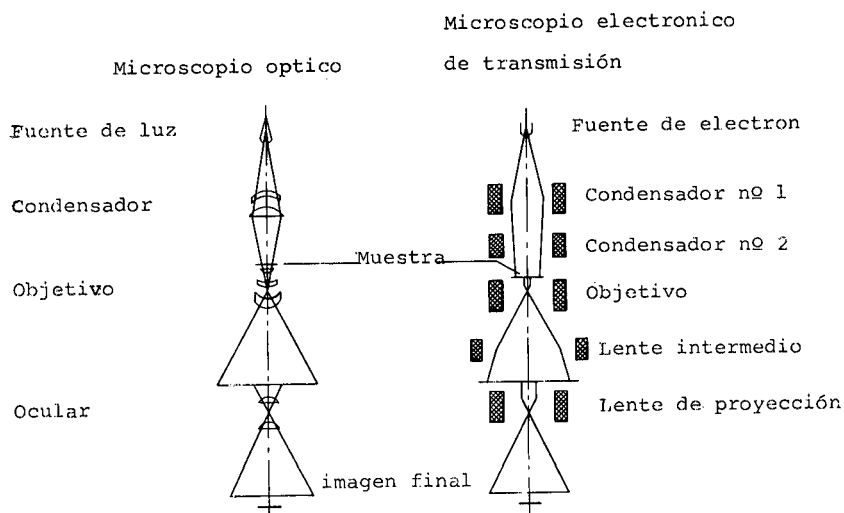 Microscopio optico
Microscopio electronico
de transmisión
Fuente de luz
Fuente de electron
Condensador
Condensador nº 1
Condensador nº 2
Muestra
Objetivo
Objetivo
Lente intermedio
Ocular
Lente de proyección
imagen final